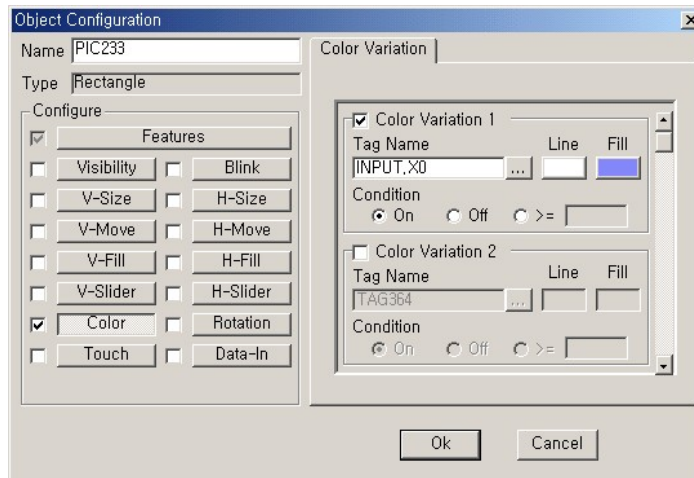 Object Configuration
Name PIC233
Type Rectangle
Configure
Features
Visibility Blink
V-Size H-Size
V-Move H-Move
V-Fill H-Fill
V-Slider H-Slider
Color Rotation
Touch Data-In
Color Variation
Color Variation 1
Tag Name Line Fill
INPUT.X0 ...
Condition
On Off >=
Color Variation 2
Tag Name Line Fill
TAG364 ...
Condition
On Off >=
Ok Cancel